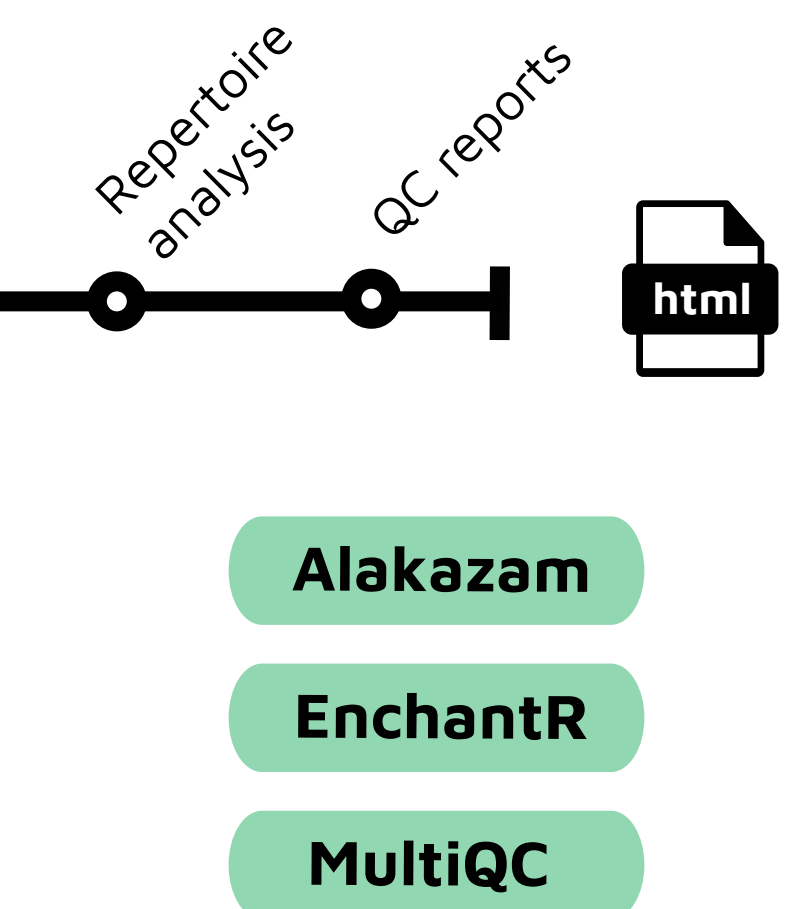 Repertoire
analysis
QC reports
html
Alakazam
EnchantR
MultiQC